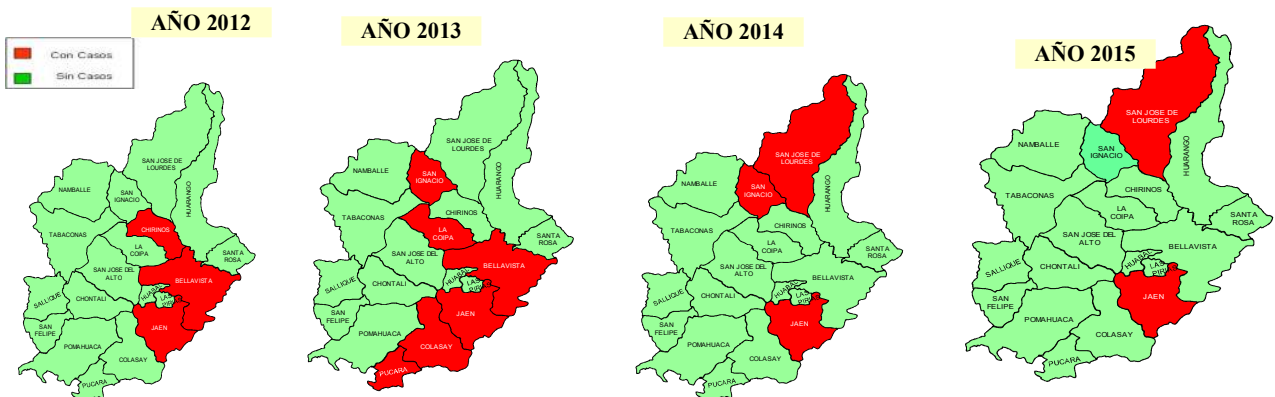 AÑO 2012
Con Casos
Sin Casos
SAN JOSE DE
LOURDES
HUARANGO
NAMBALLE
SAN
IGNACIO
TABACONAS
CHIRINOS
LA
COIPA
SANTA
ROSA
SAN JOSE DEL
ALTO
BELLAVISTA
SALLIQUE
CHONTALI
LAS
JAEN
SAN
FELIPE
POMAHUACA
COLASAY
PUCARA
AÑO 2013
SAN JOSE DE
LOURDES
HUARANGO
NAMBALLE
SAN
IGNACIO
TABACONAS
CHIRINOS
LA
COIPA
SANTA
ROSA
SAN JOSE DEL
ALTO
BELLAVISTA
SALLIQUE
CHONTALI
LAS
JAEN
SAN
FELIPE
POMAHUACA
COLASAY
PUCARA
AÑO 2014
SAN JOSE DE
LOURDES
HUARANGO
NAMBALLE
SAN
IGNACIO
TABACONAS
CHIRINOS
LA
COIPA
SANTA
ROSA
SAN JOSE DEL
ALTO
BELLAVISTA
SALLIQUE
CHONTALI
LAS
JAEN
SAN
FELIPE
POMAHUACA
COLASAY
PUCARA
AÑO 2015
SAN JOSE DE
LOURDES
HUARANGO
NAMBALLE
SAN
IGNACIO
TABACONAS
CHIRINOS
LA
COIPA
SANTA
ROSA
SAN JOSE DEL
ALTO
BELLAVISTA
SALLIQUE
CHONTALI
LAS
JAEN
SAN
FELIPE
POMAHUACA
COLASAY
PUCARA